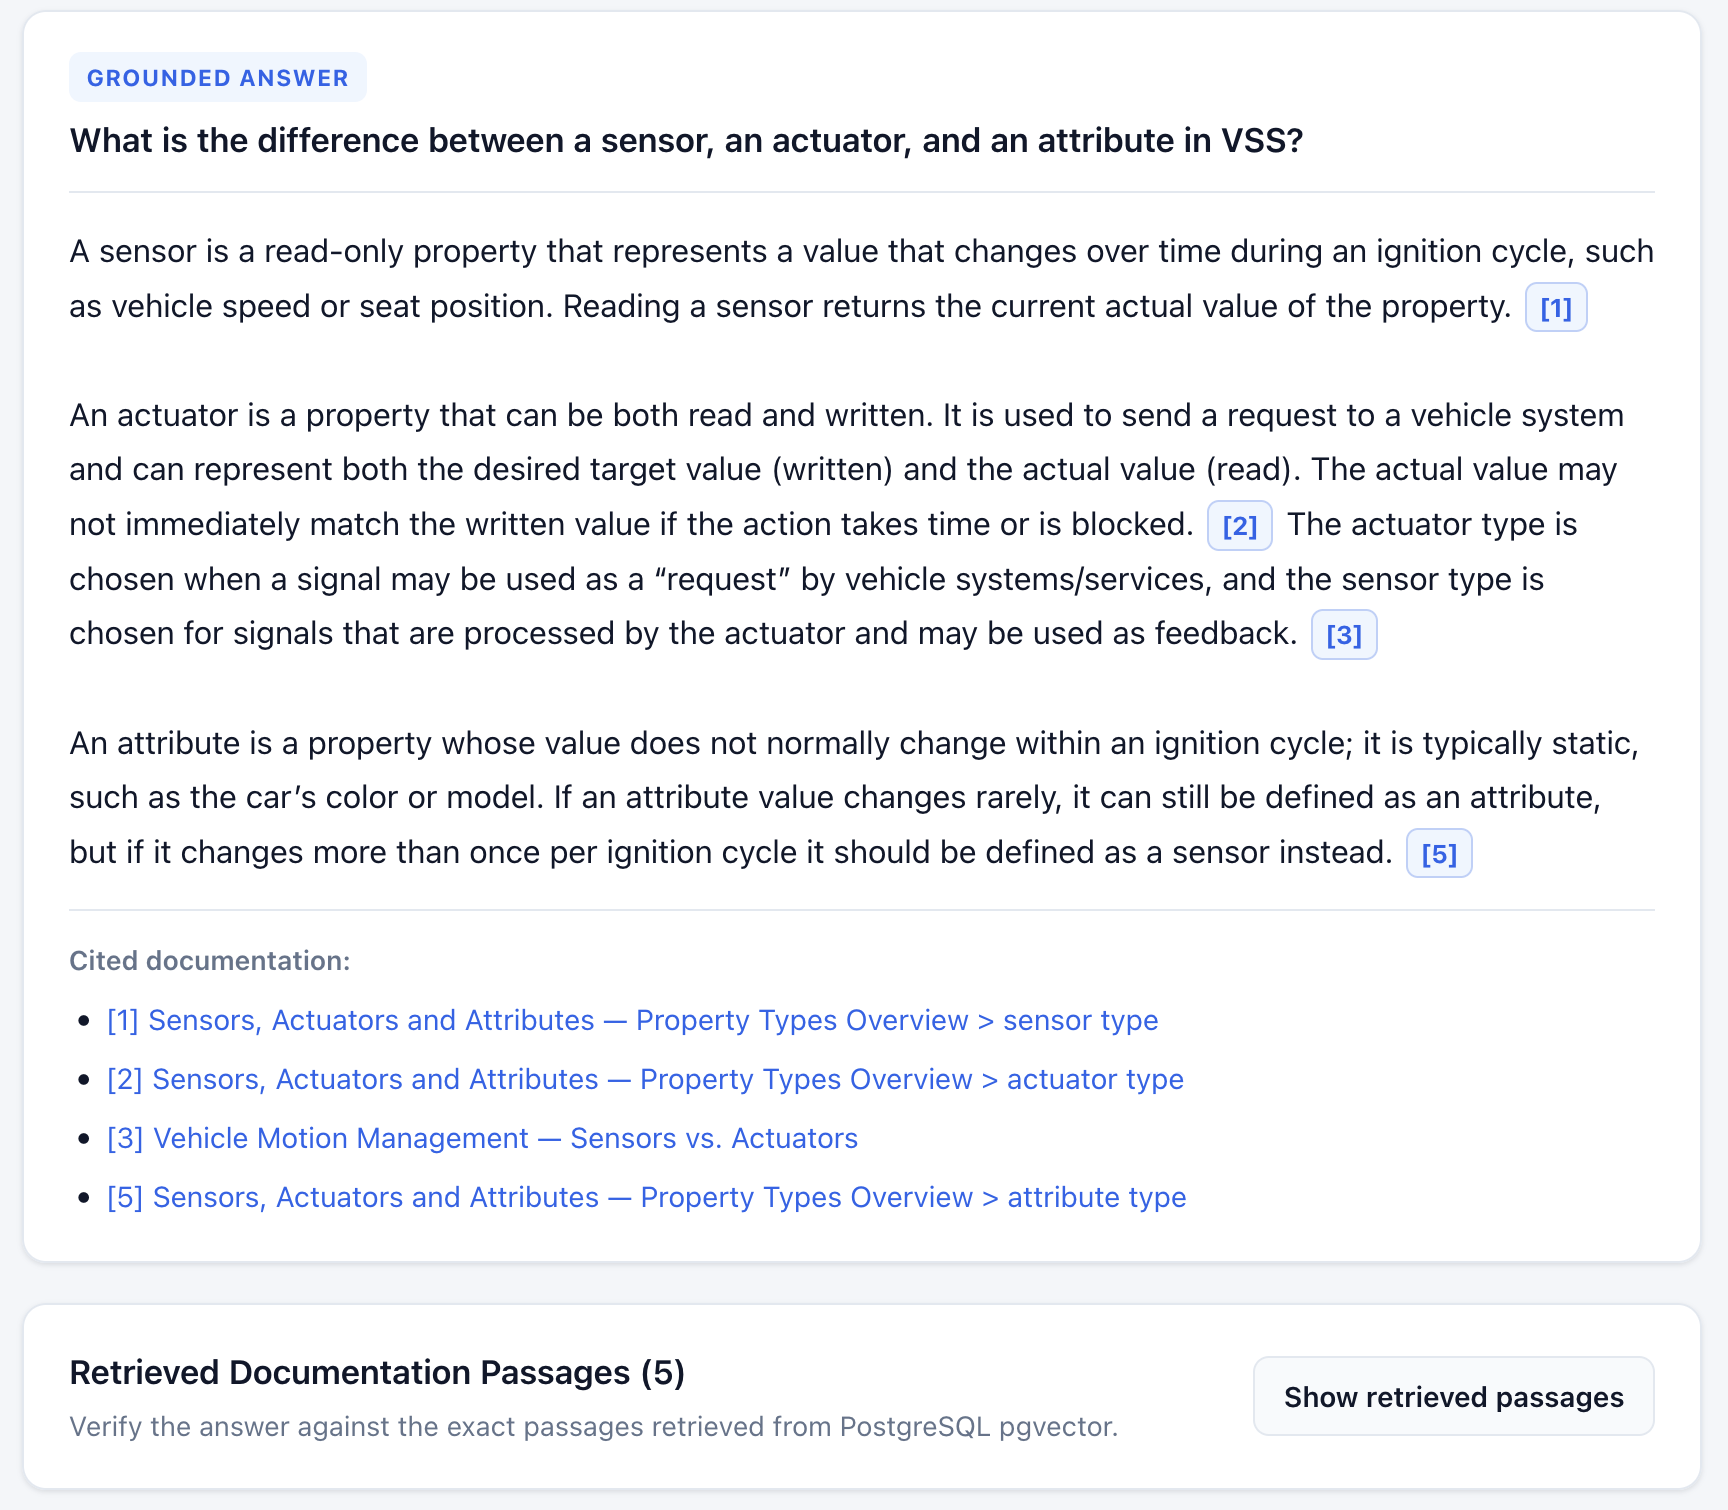 GROUNDED ANSWER
What is the difference between a sensor, an actuator, and an attribute in VSS?
A sensor is a read-only property that represents a value that changes over time during an ignition cycle, such
as vehicle speed or seat position. Reading a sensor returns the current actual value of the property. [1]
An actuator is a property that can be both read and written. It is used to send a request to a vehicle system
and can represent both the desired target value (written) and the actual value (read). The actual value may
not immediately match the written value if the action takes time or is blocked. [2] The actuator type is
chosen when a signal may be used as a “request” by vehicle systems/services, and the sensor type is
chosen for signals that are processed by the actuator and may be used as feedback. [3]
An attribute is a property whose value does not normally change within an ignition cycle; it is typically static,
such as the car’s color or model. If an attribute value changes rarely, it can still be defined as an attribute,
but if it changes more than once per ignition cycle it should be defined as a sensor instead. [5]
Cited documentation:
• [1] Sensors, Actuators and Attributes — Property Types Overview > sensor type
• [2] Sensors, Actuators and Attributes — Property Types Overview > actuator type
• [3] Vehicle Motion Management — Sensors vs. Actuators
• [5] Sensors, Actuators and Attributes — Property Types Overview > attribute type
Retrieved Documentation Passages (5)
Show retrieved passages
Verify the answer against the exact passages retrieved from PostgreSQL pgvector.